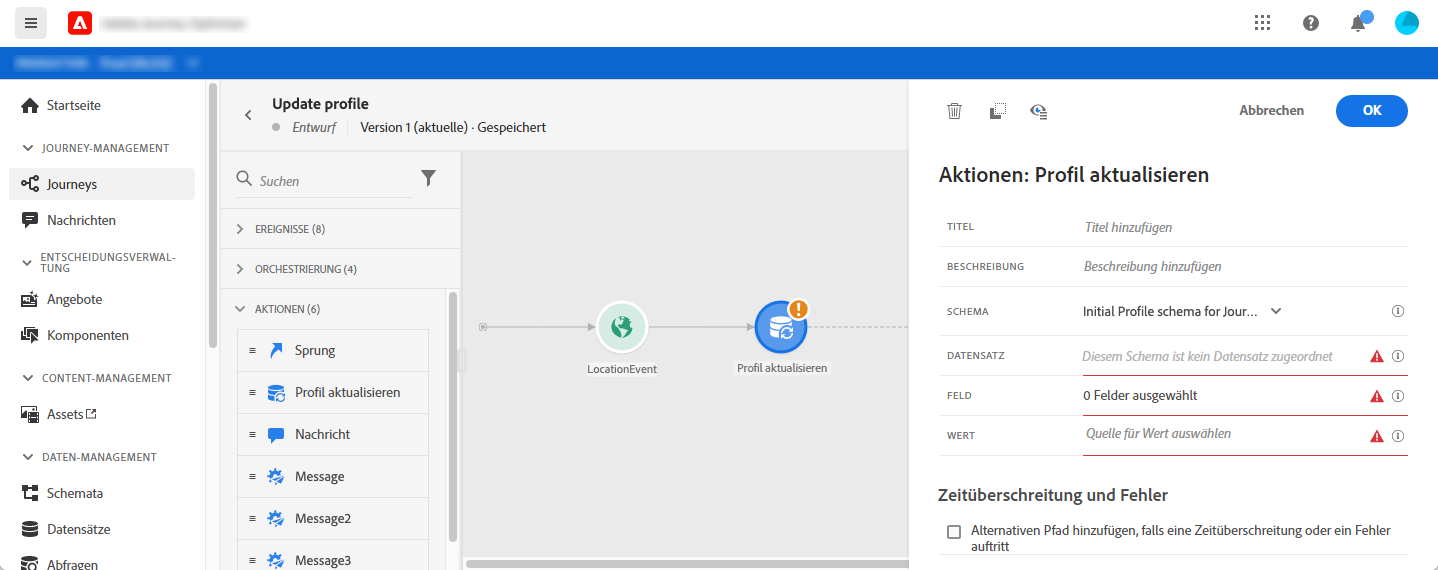 Startseite
JOURNEY-MANAGEMENT
Journeys
Nachrichten
ENTSCHEIDUNGSVERWAL-
TUNG
Angebote
Komponenten
CONTENT-MANAGEMENT
Assets
DATEN-MANAGEMENT
Schemata
Datensätze
Abfragen
Update profile
Entwurf
Version 1 (aktuelle) · Gespeichert
Suchen
EREIGNISSE (8)
ORCHESTRIERUNG (4)
AKTIONEN (6)
Sprung
Profil aktualisieren
Nachricht
Message
Message2
Message3
LocationEvent
Profil aktualisieren
Abbrechen
OK
Aktionen: Profil aktualisieren
TITEL
Titel hinzufügen
BESCHREIBUNG
Beschreibung hinzufügen
SCHEMA
Initial Profile schema for Jour...
DATENSATZ
Diesem Schema ist kein Datensatz zugeordnet
FELD
0 Felder ausgewählt
WERT
Quelle für Wert auswählen
Zeitüberschreitung und Fehler
Alternativen Pfad hinzufügen, falls eine Zeitüberschreitung oder ein Fehler
auftritt